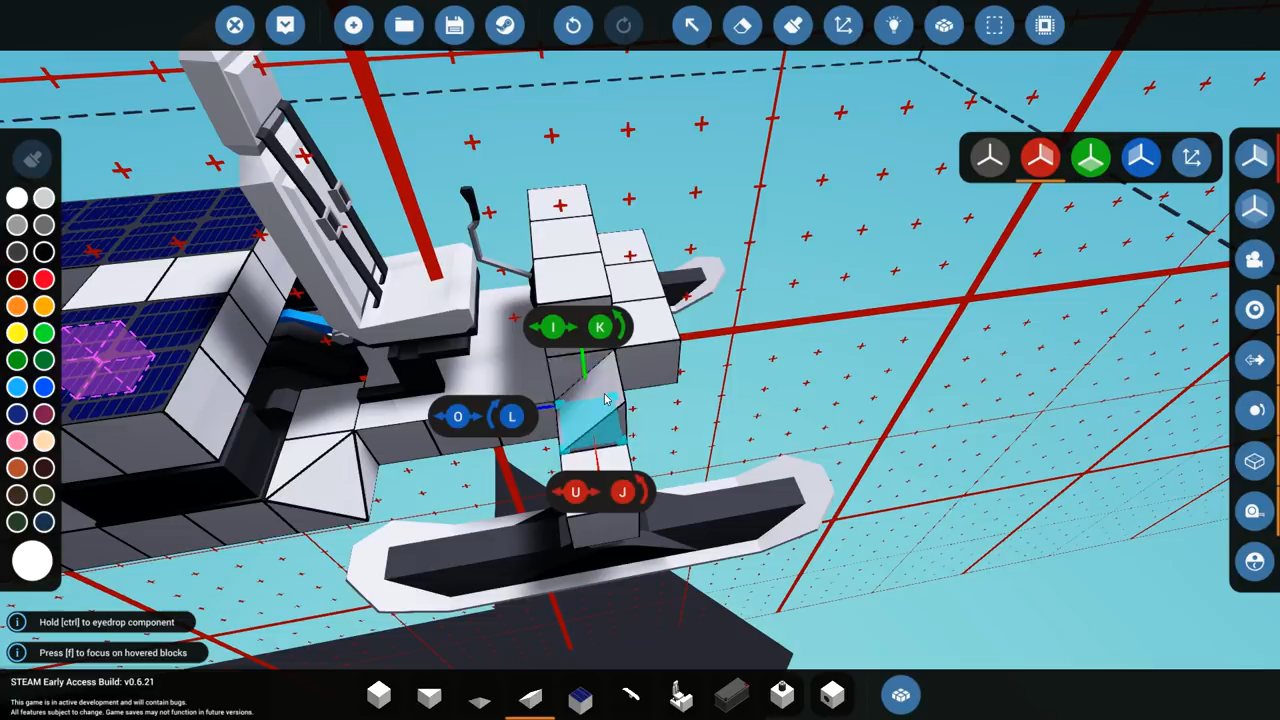 I K
O L
U J
Hold [ctrl] to eyedrop component
Press [f] to focus on hovered blocks
STEAM Early Access Build: v0.6.21
This game is in active development and will contain bugs.
All features subject to change. Game saves may not function in future versions.